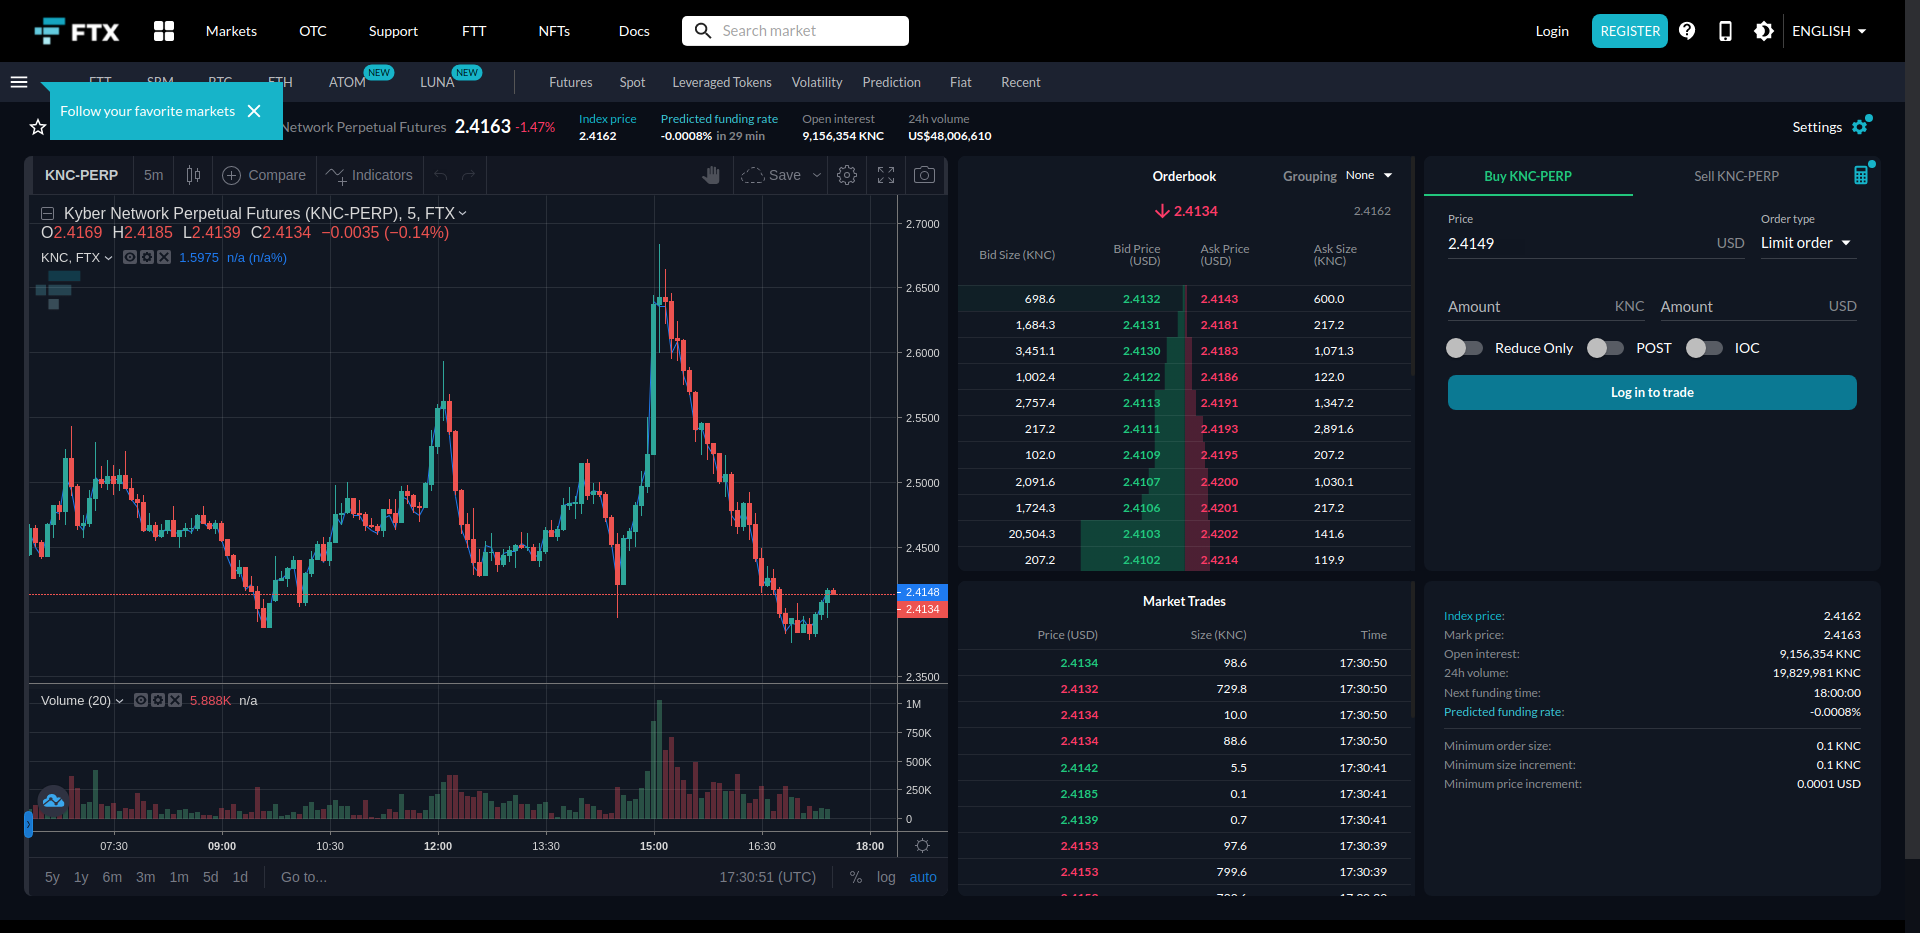 FTX
Markets
OTC
Support
FTT
NFTs
Docs
Search market
Login
REGISTER
ENGLISH
ATOM
NEW
LUNA
NEW
Futures
Spot
Leveraged Tokens
Volatility
Prediction
Fiat
Recent
Follow your favorite markets
Network Perpetual Futures
2.4163
-1.47%
Index price
2.4162
Predicted funding rate
-0.0008% in 29 min
Open interest
9,156,354 KNC
24h volume
US$48,006,610
Settings
KNC-PERP
5m
Compare
Indicators
Save
Kyber Network Perpetual Futures (KNC-PERP), 5, FTX
O2.4169 H2.4185 L2.4139 C2.4134 −0.0035 (−0.14%)
KNC, FTX
1.5975 n/a (n/a%)
2.7000
2.6500
2.6000
2.5500
2.5000
2.4500
2.4148
2.4134
2.3500
Volume (20)
5.888K n/a
1M
750K
500K
250K
0
07:30 09:00 10:30 12:00 13:30 15:00 16:30 18:00
5y 1y 6m 3m 1m 5d 1d Go to...
17:30:51 (UTC) % log auto
Orderbook
Grouping None
2.4134
2.4162
Bid Size (KNC) Bid Price (USD) Ask Price (USD) Ask Size (KNC)
698.6 2.4132 2.4143 600.0
1,684.3 2.4131 2.4181 217.2
3,451.1 2.4130 2.4183 1,071.3
1,002.4 2.4122 2.4186 122.0
2,757.4 2.4113 2.4191 1,347.2
217.2 2.4111 2.4193 2,891.6
102.0 2.4109 2.4195 207.2
2,091.6 2.4107 2.4200 1,030.1
1,724.3 2.4106 2.4201 217.2
20,504.3 2.4103 2.4202 141.6
207.2 2.4102 2.4214 119.9
Market Trades
Price (USD) Size (KNC) Time
2.4134 98.6 17:30:50
2.4132 729.8 17:30:50
2.4134 10.0 17:30:50
2.4134 88.6 17:30:50
2.4142 5.5 17:30:41
2.4185 0.1 17:30:41
2.4139 0.7 17:30:41
2.4153 97.6 17:30:39
2.4153 799.6 17:30:39
Buy KNC-PERP
Sell KNC-PERP
Price
2.4149 USD
Order type
Limit order
Amount KNC
Amount USD
Reduce Only
POST
IOC
Log in to trade
Index price: 2.4162
Mark price: 2.4163
Open interest: 9,156,354 KNC
24h volume: 19,829,981 KNC
Next funding time: 18:00:00
Predicted funding rate: -0.0008%
Minimum order size: 0.1 KNC
Minimum size increment: 0.1 KNC
Minimum price increment: 0.0001 USD